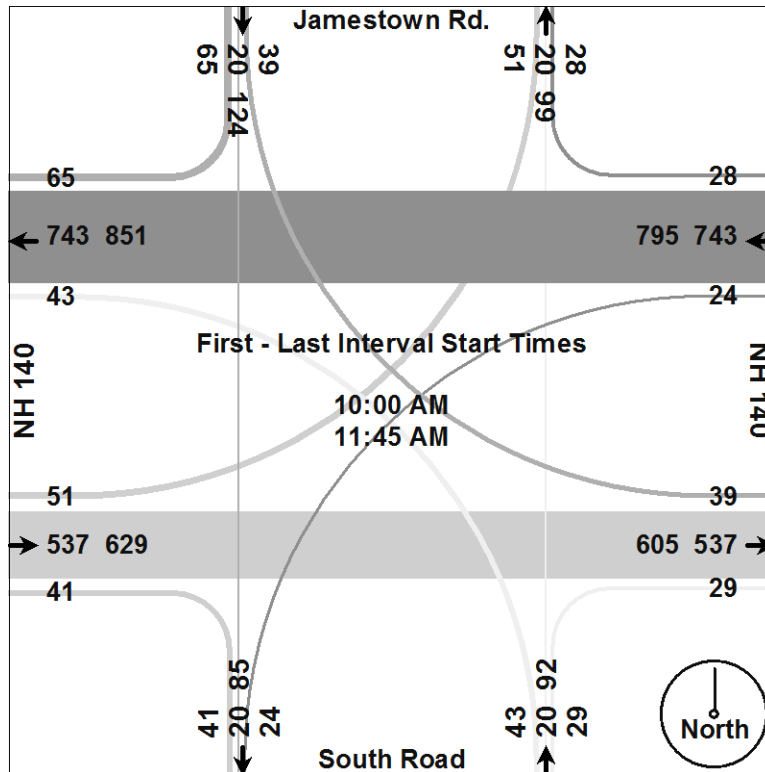 Jamestown Rd.
65 20 39
124
51 20 28
99
65
28
743 851
795 743
43
24
First - Last Interval Start Times
NH 140
NH 140
10:00 AM
11:45 AM
51
39
537 629
605 537
41
29
85
41 20 24
92
43 20 29
North
South Road